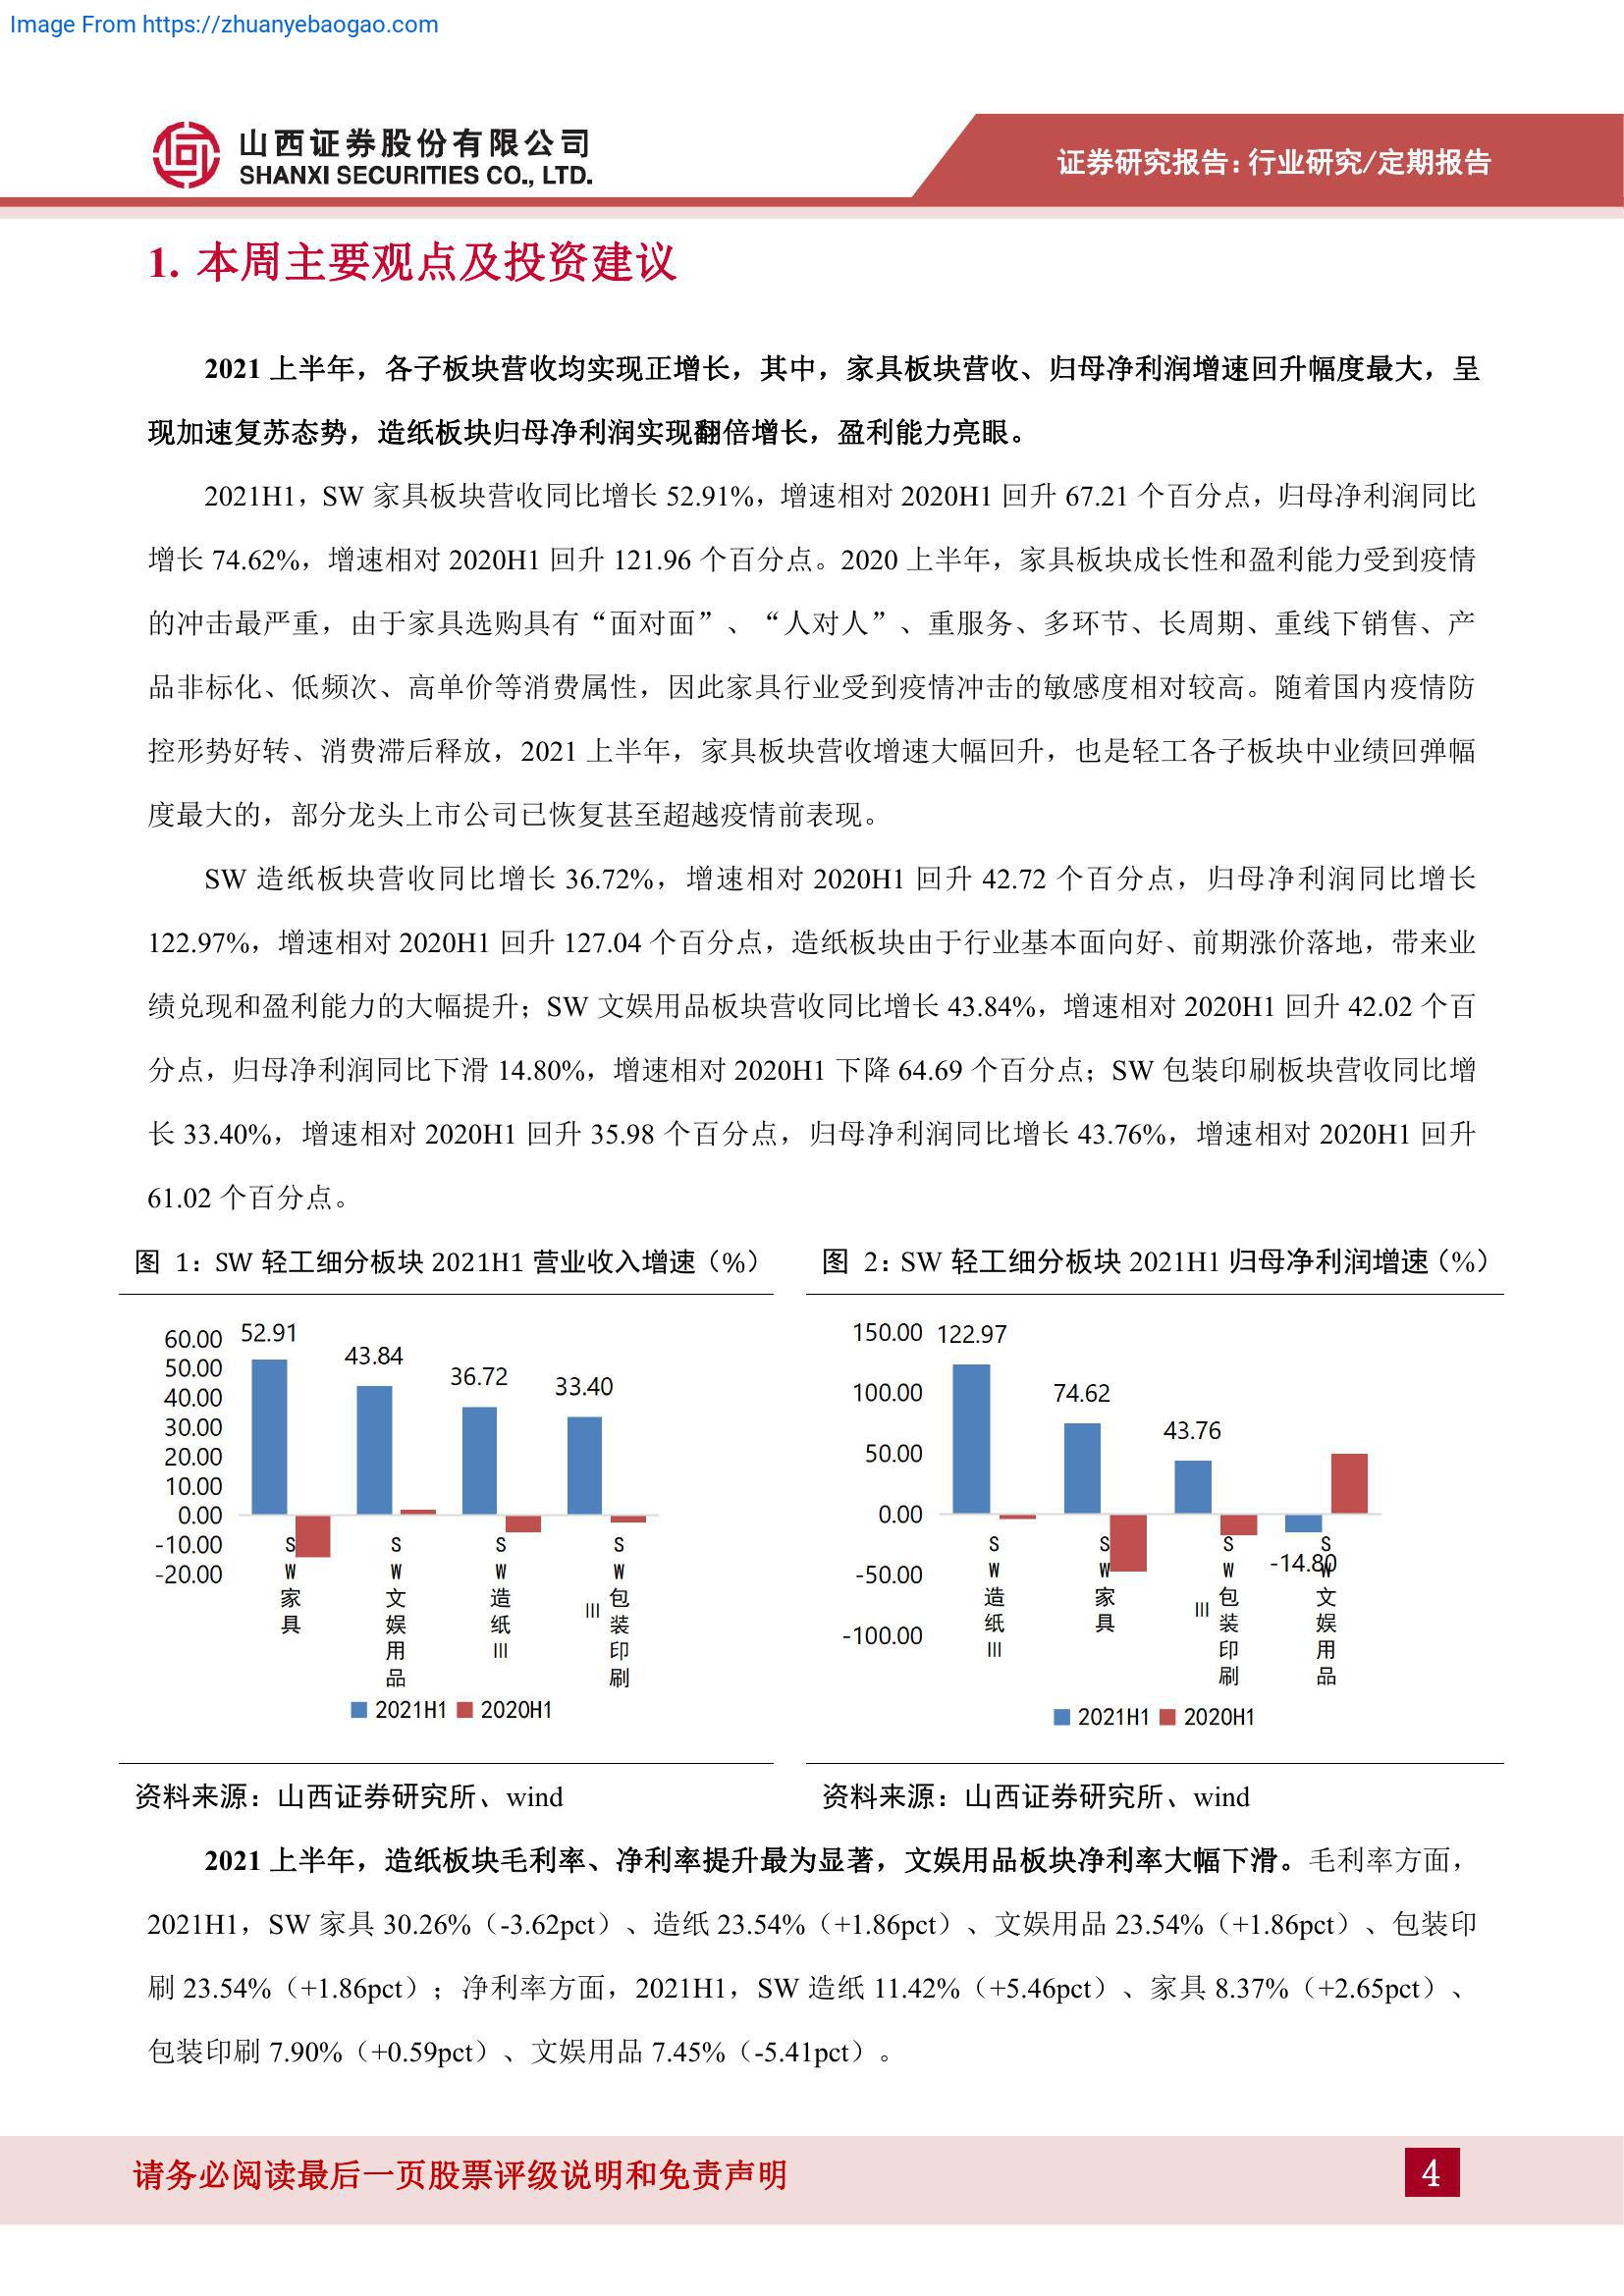 Image From https://zhuanyebaogao.com
山西证券股份有限公司
SHANXI SECURITIES CO., LTD.
证券研究报告:行业研究/定期报告
1. 本周主要观点及投资建议
2021 上半年，各子板块营收均实现正增长，其中，家具板块营收、归母净利润增速回升幅度最大，呈
现加速复苏态势，造纸板块归母净利润实现翻倍增长，盈利能力亮眼。
2021H1，SW 家具板块营收同比增长 52.91%，增速相对 2020H1 回升 67.21 个百分点，归母净利润同比
增长 74.62%，增速相对 2020H1 回升 121.96 个百分点。2020 上半年，家具板块成长性和盈利能力受到疫情
的冲击最严重，由于家具选购具有“面对面”、“人对人”、重服务、多环节、长周期、重线下销售、产
品非标化、低频次、高单价等消费属性，因此家具行业受到疫情冲击的敏感度相对较高。随着国内疫情防
控形势好转、消费滞后释放，2021 上半年，家具板块营收增速大幅回升，也是轻工各子板块中业绩回弹幅
度最大的，部分龙头上市公司已恢复甚至超越疫情前表现。
SW 造纸板块营收同比增长 36.72%，增速相对 2020H1 回升 42.72 个百分点，归母净利润同比增长
122.97%，增速相对 2020H1 回升 127.04 个百分点，造纸板块由于行业基本面向好、前期涨价落地，带来业
绩兑现和盈利能力的大幅提升；SW 文娱用品板块营收同比增长 43.84%，增速相对 2020H1 回升 42.02 个百
分点，归母净利润同比下滑 14.80%，增速相对 2020H1 下降 64.69 个百分点；SW 包装印刷板块营收同比增
长 33.40%，增速相对 2020H1 回升 35.98 个百分点，归母净利润同比增长 43.76%，增速相对 2020H1 回升
61.02 个百分点。
图 1：SW 轻工细分板块 2021H1 营业收入增速（%）
60.00
50.00
40.00
30.00
20.00
10.00
0.00
-10.00
-20.00
52.91
43.84
36.72
33.40
SW家具
SW文娱用品
SW造纸III
SW包装印刷III
2021H1 2020H1
资料来源：山西证券研究所、wind
图 2：SW 轻工细分板块 2021H1 归母净利润增速（%）
150.00
100.00
50.00
0.00
-50.00
-100.00
122.97
74.62
43.76
-14.80
SW造纸III
SW家具
SW包装印刷III
SW文娱用品
2021H1 2020H1
资料来源：山西证券研究所、wind
2021 上半年，造纸板块毛利率、净利率提升最为显著，文娱用品板块净利率大幅下滑。毛利率方面，
2021H1，SW 家具 30.26%（-3.62pct）、造纸 23.54%（+1.86pct）、文娱用品 23.54%（+1.86pct）、包装印
刷 23.54%（+1.86pct）；净利率方面，2021H1，SW 造纸 11.42%（+5.46pct）、家具 8.37%（+2.65pct）、
包装印刷 7.90%（+0.59pct）、文娱用品 7.45%（-5.41pct）。
请务必阅读最后一页股票评级说明和免责声明
4